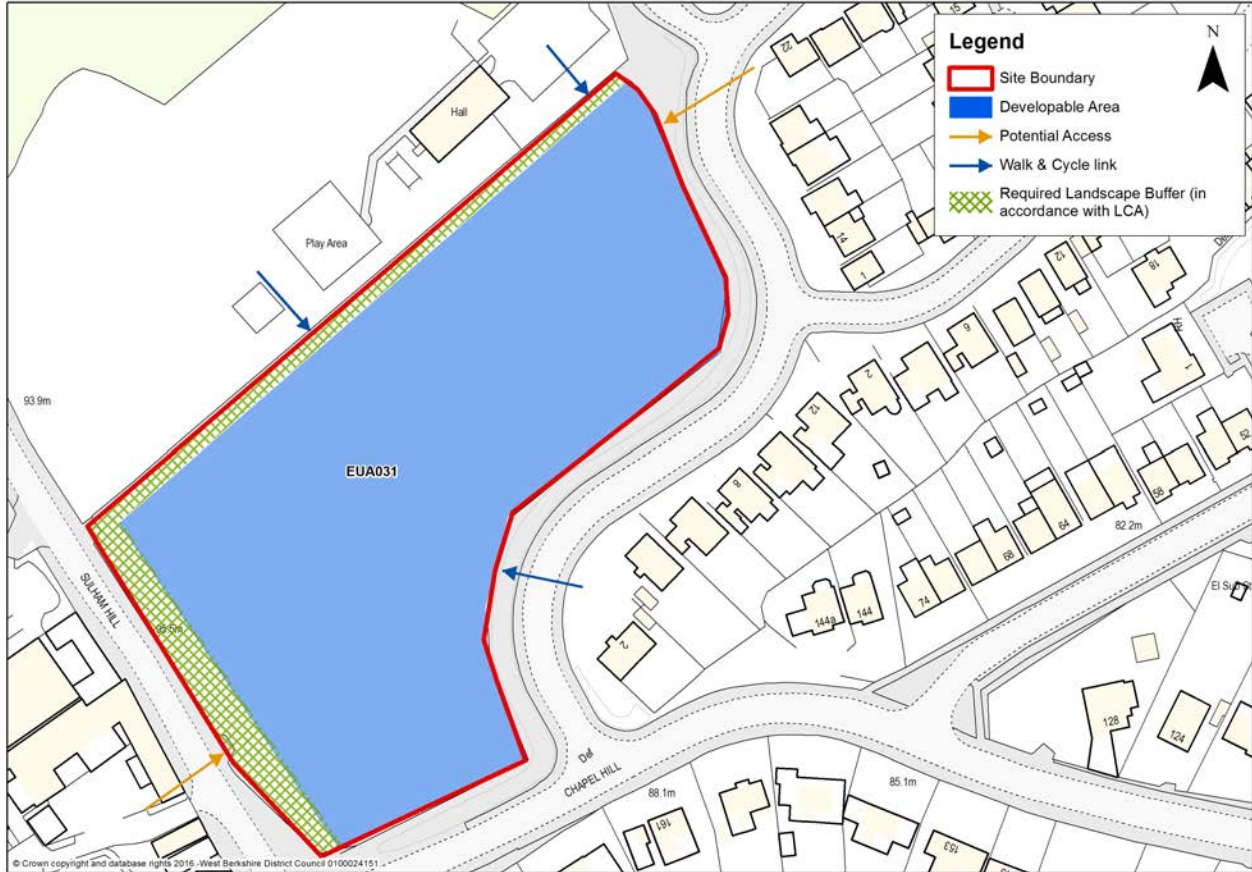 Legend
N
Site Boundary
Developable Area
Potential Access
Walk & Cycle link
Required Landscape Buffer (in
accordance with LCA)
22
15
Hall
Play Area
14
1
12
18
6
2
12
8
1
52
58
64
82.2m
68
74
144
144a
2
93.9m
EUA031
SULHAM HILL
95.5m
Def
CHAPEL HILL
88.1m
85.1m
161
153
128
124
© Crown copyright and database rights 2016 -West Berkshire District Council 0100024151